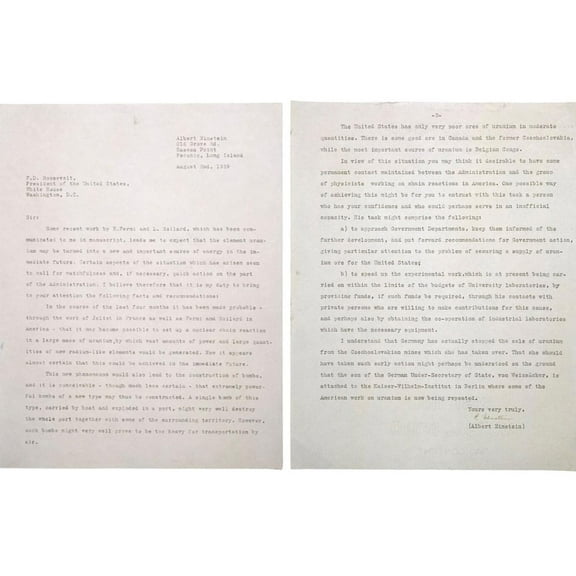 Albert Einstein
Old Grove Rd.
Nassau Point
Peconic, Long Island
August 2nd, 1939
F.D. Roosevelt,
President of the United States,
White House
Washington, D.C.
Sir:
Some recent work by E.Fermi and L. Szilard, which has been com-
municated to me in manuscript, leads me to expect that the element uran-
ium may be turned into a new and important source of energy in the im-
mediate future. Certain aspects of the situation which has arisen seem
to call for watchfulness and, if necessary, quick action on the part
of the Administration. I believe therefore that it is my duty to bring
to your attention the following facts and recommendations:
In the course of the last four months it has been made probable -
through the work of Joliot in France as well as Fermi and Szilard in
America - that it may become possible to set up a nuclear chain reaction
in a large mass of uranium,by which vast amounts of power and large quant-
ities of new radium-like elements would be generated. Now it appears
almost certain that this could be achieved in the immediate future.
This new phenomenon would also lead to the construction of bombs,
and it is conceivable - though much less certain - that extremely power-
ful bombs of a new type may thus be constructed. A single bomb of this
type, carried by boat and exploded in a port, might very well destroy
the whole port together with some of the surrounding territory. However,
such bombs might very well prove to be too heavy for transportation by
air.
-2-
The United States has only very poor ores of uranium in moderate
quantities. There is some good ore in Canada and the former Czechoslovakia,
while the most important source of uranium is Belgian Congo.
In view of this situation you may think it desirable to have some
permanent contact maintained between the Administration and the group
of physicists working on chain reactions in America. One possible way
of achieving this might be for you to entrust with this task a person
who has your confidence and who could perhaps serve in an inofficial
capacity. His task might comprise the following:
a) to approach Government Departments, keep them informed of the
further development, and put forward recommendations for Government action,
giving particular attention to the problem of securing a supply of uran-
ium ore for the United States;
b) to speed up the experimental work,which is at present being car-
ried on within the limits of the budgets of University laboratories, by
providing funds, if such funds be required, through his contacts with
private persons who are willing to make contributions for this cause,
and perhaps also by obtaining the co-operation of industrial laboratories
which have the necessary equipment.
I understand that Germany has actually stopped the sale of uranium
from the Czechoslovakian mines which she has taken over. That she should
have taken such early action might perhaps be understood on the ground
that the son of the German Under-Secretary of State, von Weizsäcker, is
attached to the Kaiser-Wilhelm-Institut in Berlin where some of the
American work on uranium is now being repeated.
Yours very truly,
A. Einstein
(Albert Einstein)